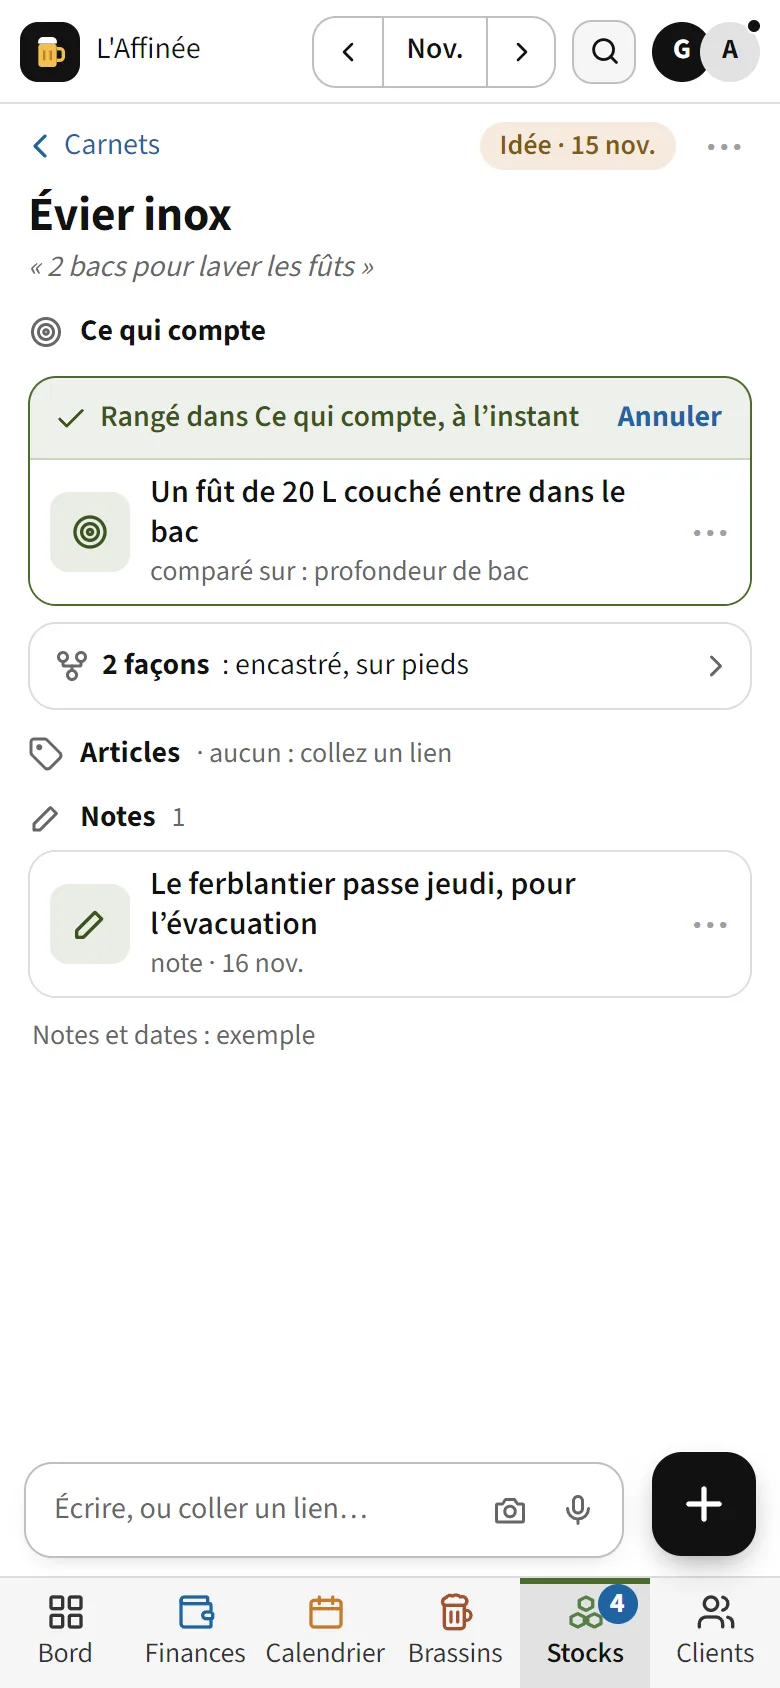 L'Affinée
Nov.
G
A
Carnets
Idée · 15 nov.
Évier inox
« 2 bacs pour laver les fûts »
Ce qui compte
Rangé dans Ce qui compte, à l’instant
Annuler
Un fût de 20 L couché entre dans le
bac
comparé sur : profondeur de bac
2 façons : encastré, sur pieds
Articles · aucun : collez un lien
Notes 1
Le ferblantier passe jeudi, pour
l’évacuation
note · 16 nov.
Notes et dates : exemple
Écrire, ou coller un lien…
4
Bord
Finances
Calendrier
Brassins
Stocks
Clients